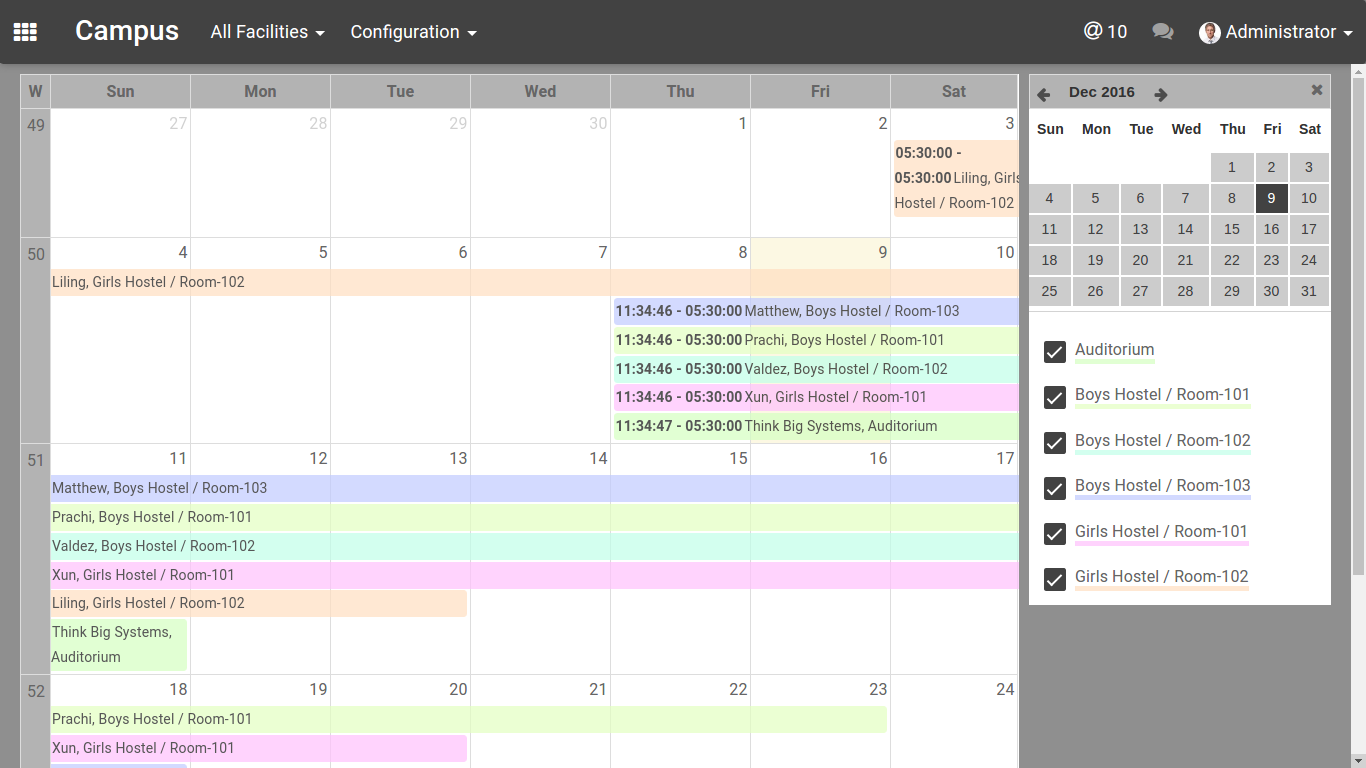 Campus All Facilities Configuration 10 Administrator
W Sun Mon Tue Wed Thu Fri Sat
49 27 28 29 30 1 2 3
05:30:00 -
05:30:00 Liling, Girls
Hostel / Room-102
50 4 5 6 7 8 9 10
Liling, Girls Hostel / Room-102
11:34:46 - 05:30:00 Matthew, Boys Hostel / Room-103
11:34:46 - 05:30:00 Prachi, Boys Hostel / Room-101
11:34:46 - 05:30:00 Valdez, Boys Hostel / Room-102
11:34:46 - 05:30:00 Xun, Girls Hostel / Room-101
11:34:47 - 05:30:00 Think Big Systems, Auditorium
51 11 12 13 14 15 16 17
Matthew, Boys Hostel / Room-103
Prachi, Boys Hostel / Room-101
Valdez, Boys Hostel / Room-102
Xun, Girls Hostel / Room-101
Liling, Girls Hostel / Room-102
Think Big Systems,
Auditorium
52 18 19 20 21 22 23 24
Prachi, Boys Hostel / Room-101
Xun, Girls Hostel / Room-101
Dec 2016
Sun Mon Tue Wed Thu Fri Sat
1 2 3
4 5 6 7 8 9 10
11 12 13 14 15 16 17
18 19 20 21 22 23 24
25 26 27 28 29 30 31
Auditorium
Boys Hostel / Room-101
Boys Hostel / Room-102
Boys Hostel / Room-103
Girls Hostel / Room-101
Girls Hostel / Room-102